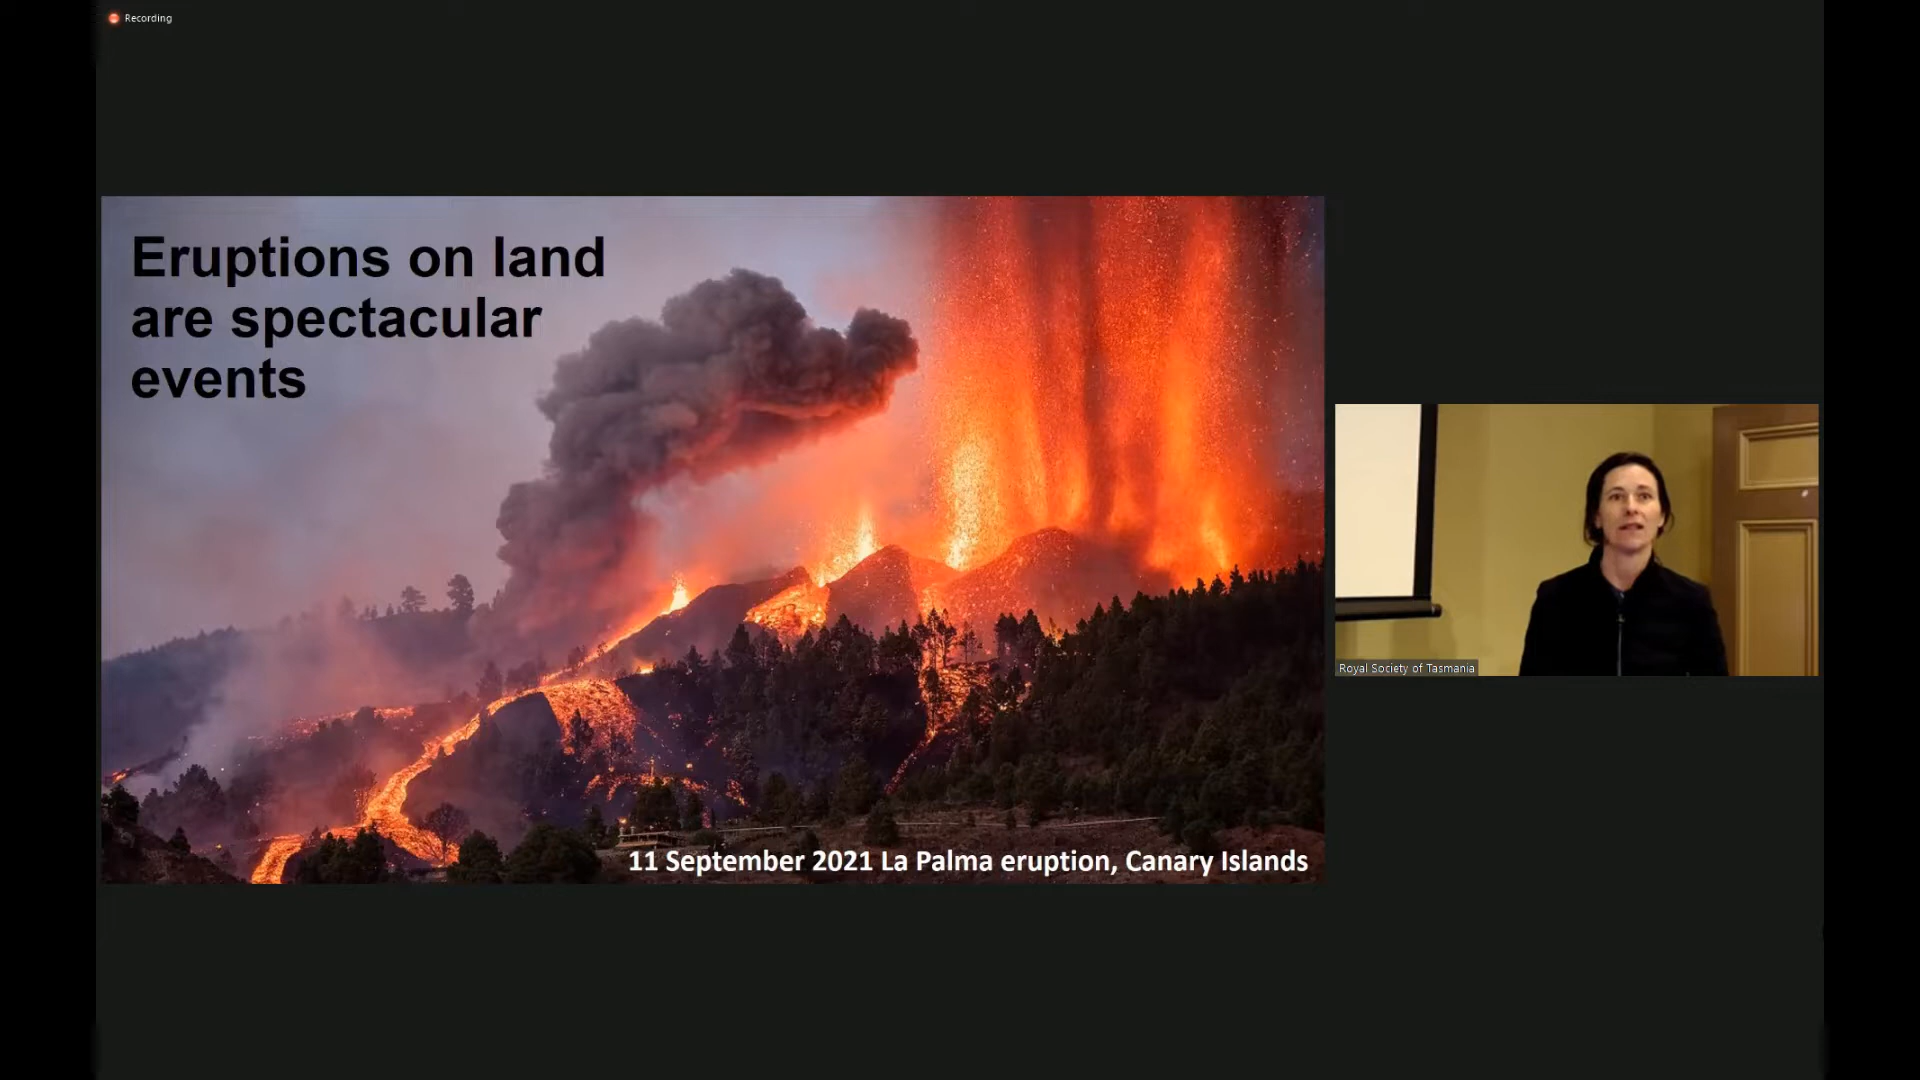 Recording
Eruptions on land
are spectacular
events
11 September 2021 La Palma eruption, Canary Islands
Royal Society of Tasmania